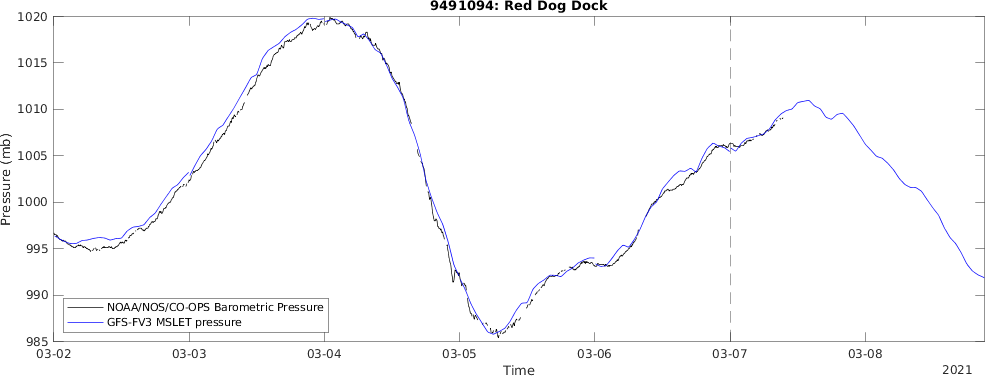 9491094: Red Dog Dock
Pressure (mb)
1020
1015
1010
1005
1000
995
990
985
NOAA/NOS/CO-OPS Barometric Pressure
GFS-FV3 MSLET pressure
03-02 03-03 03-04 03-05 03-06 03-07 03-08
Time
2021